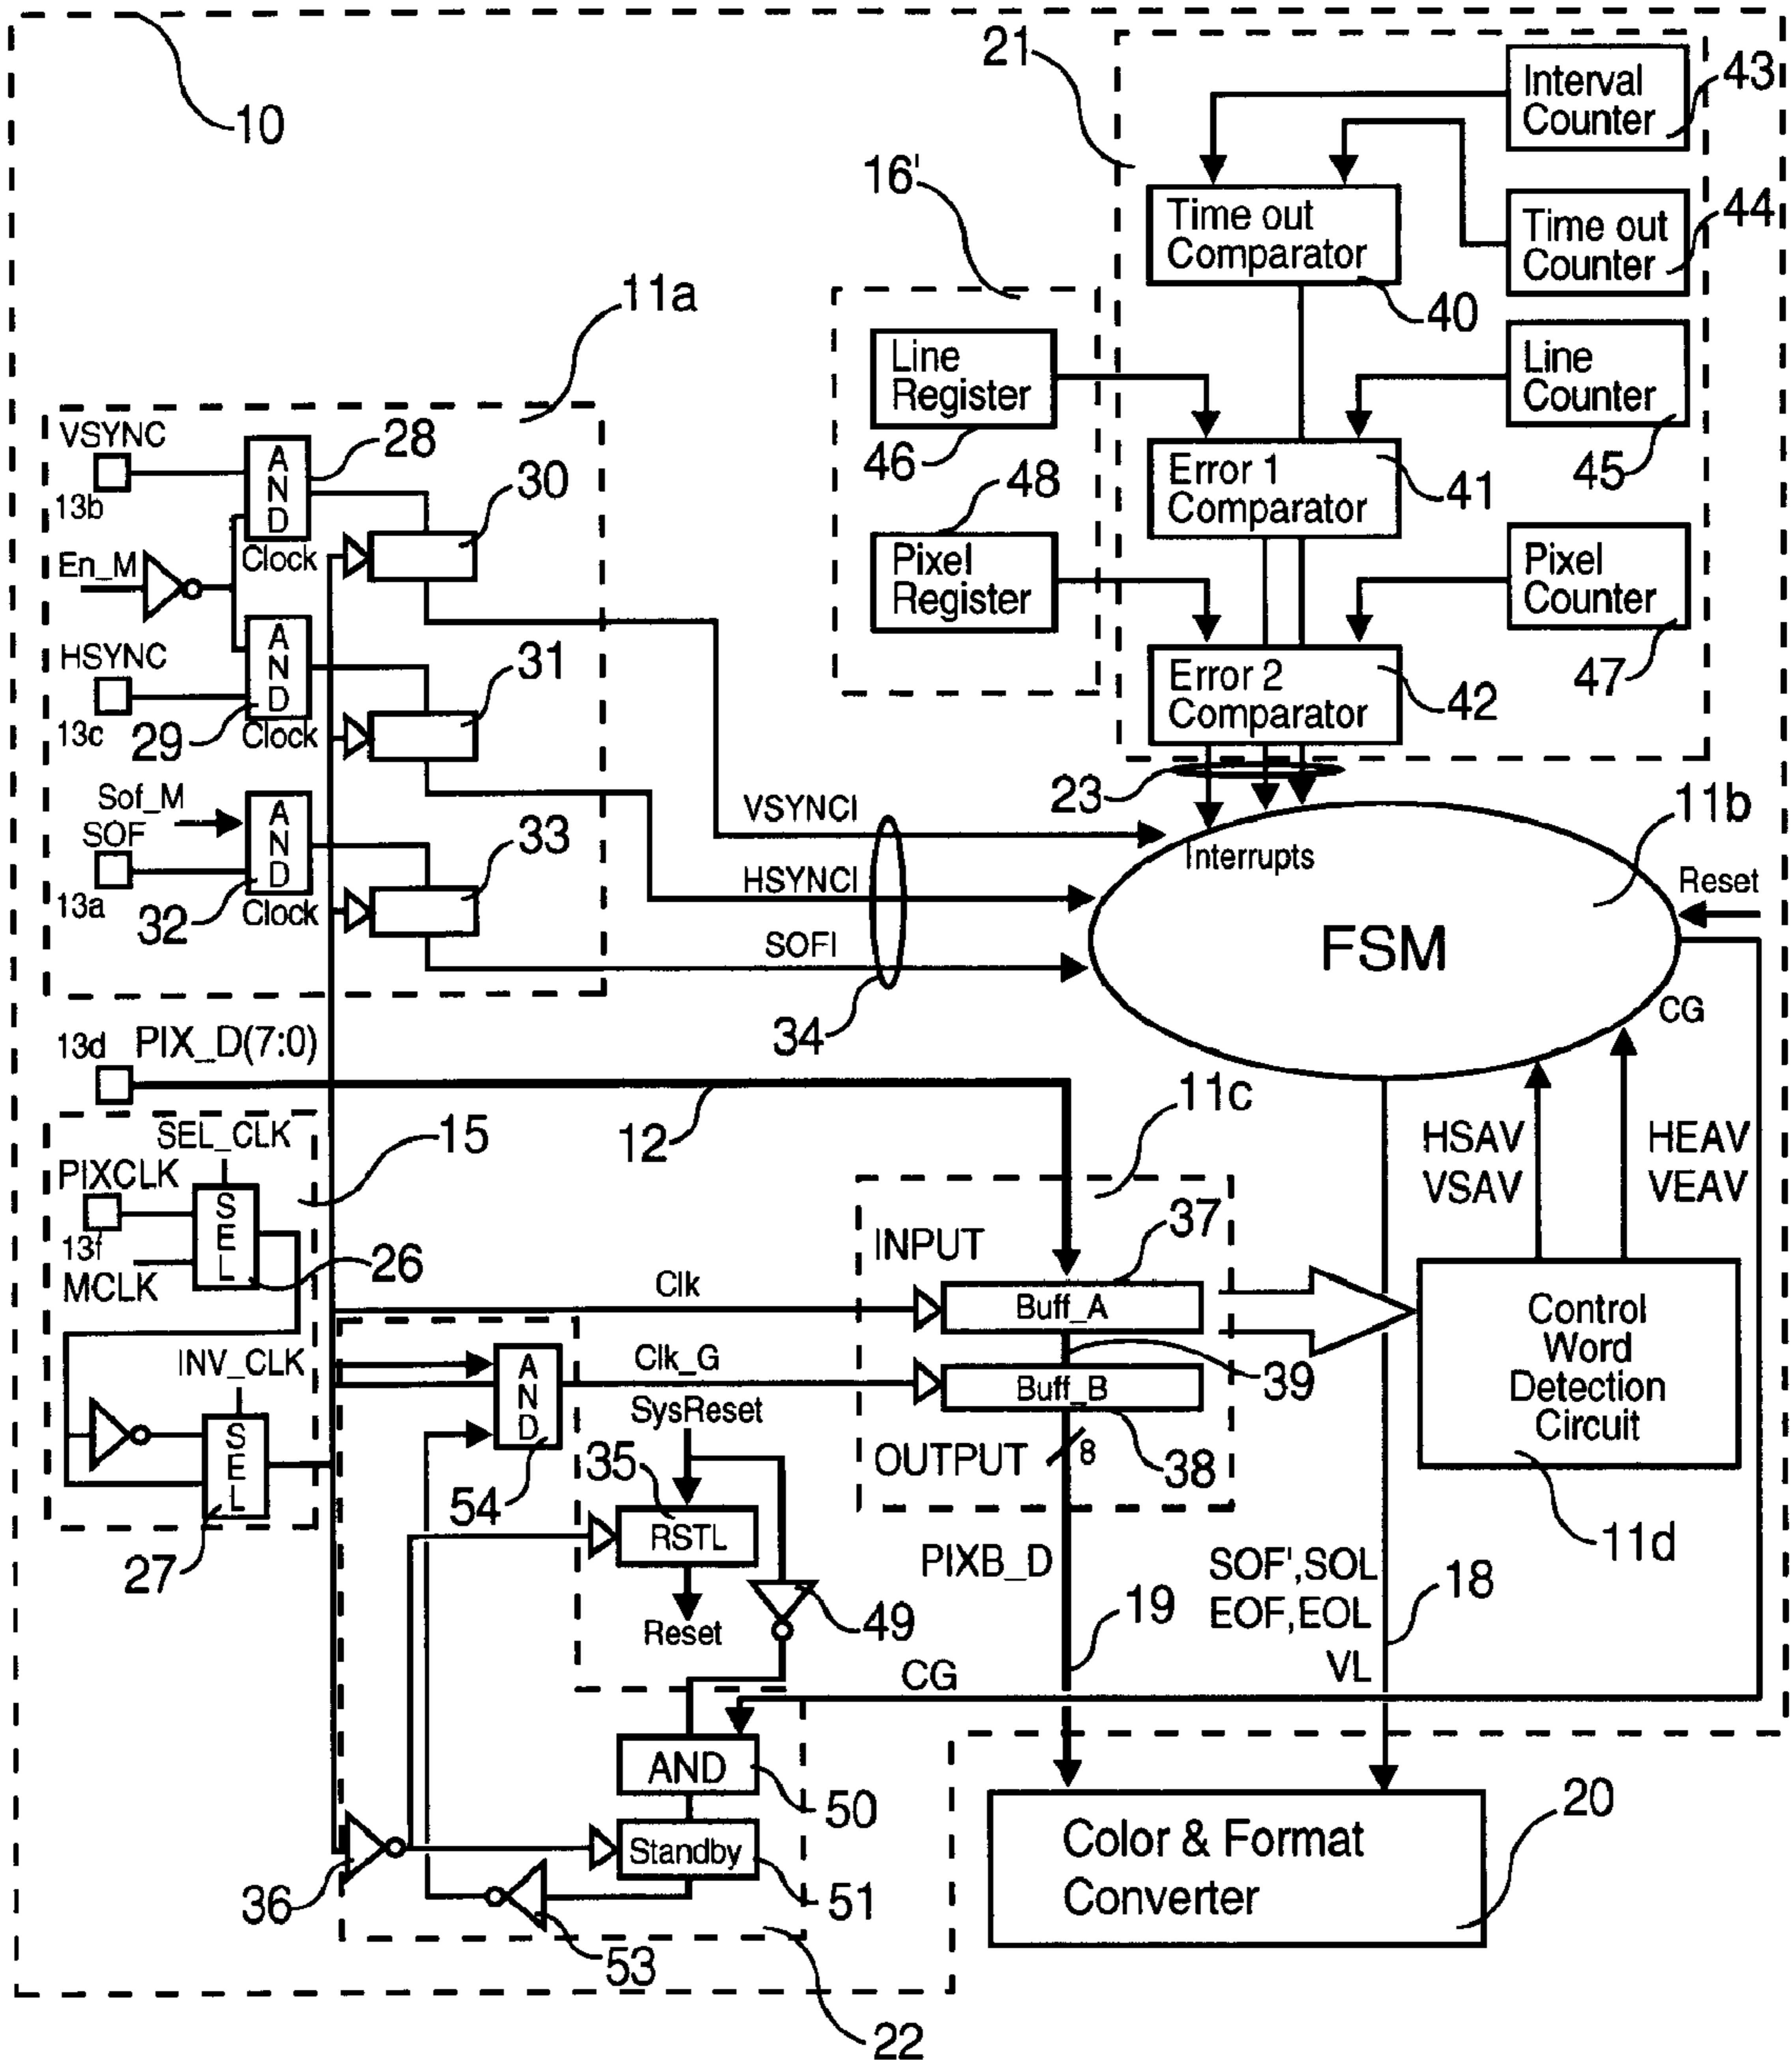 10
21
Interval
Counter
43
16'
Time out
Comparator
40
Time out
Counter
44
11a
Line
Register
46
Line
Counter
45
VSYNC
13b
AND
28
Clock
30
Error 1
Comparator
41
48
Pixel
Register
Pixel
Counter
47
En_M
HSYNC
13c
AND
29
Clock
31
Error 2
Comparator
42
23
Sof_M
SOF
13a
AND
32
Clock
33
VSYNCI
HSYNCI
SOFI
34
Interrupts
FSM
11b
Reset
CG
13d
PIX_D(7:0)
12
11c
HSAV
VSAV
HEAV
VEAV
SEL_CLK
15
PIXCLK
13f
MCLK
SEL
26
INPUT
37
Clk
Buff_A
39
Control
Word
Detection
Circuit
11d
INV_CLK
SEL
27
AND
54
Clk_G
Buff_B
38
OUTPUT
8
SysReset
35
RSTL
Reset
49
PIXB_D
19
SOF',SOL
EOF,EOL
VL
18
CG
AND
50
Standby
51
36
53
22
Color & Format
Converter
20